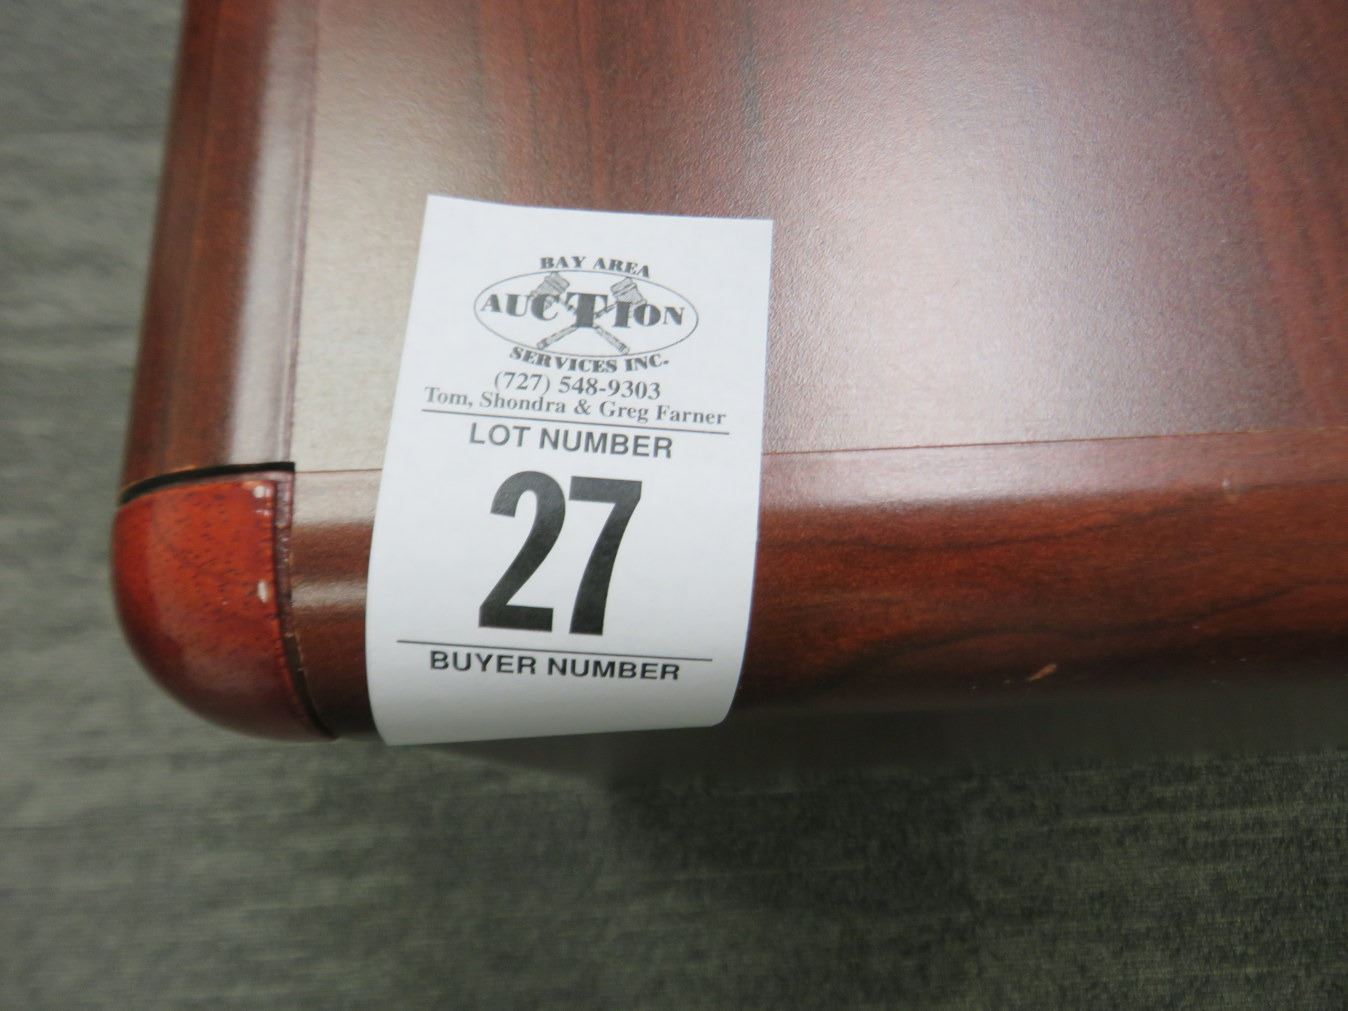 BAY AREA
AUCTION
SERVICES INC.
(727) 548-9303
Tom, Shondra & Greg Farner
LOT NUMBER
27
BUYER NUMBER